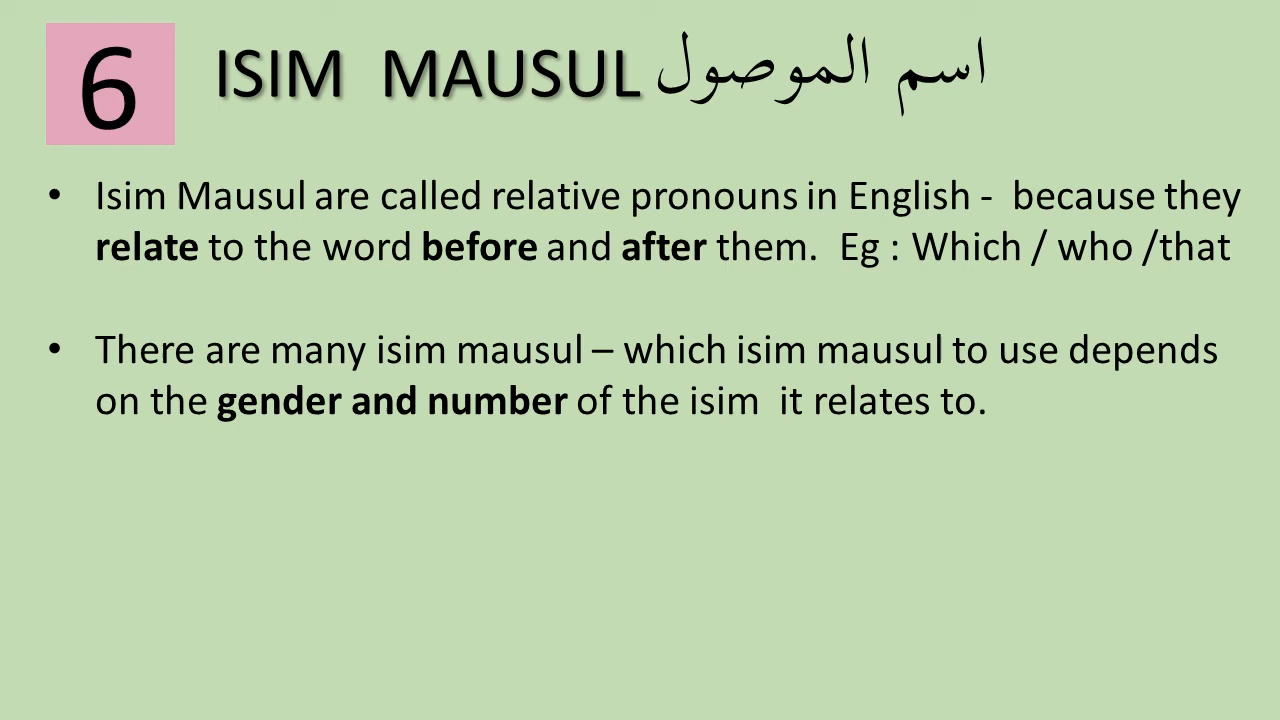 6
ISIM MAUSUL اسم الموصول
• Isim Mausul are called relative pronouns in English - because they
relate to the word before and after them. Eg : Which / who /that
• There are many isim mausul – which isim mausul to use depends
on the gender and number of the isim it relates to.